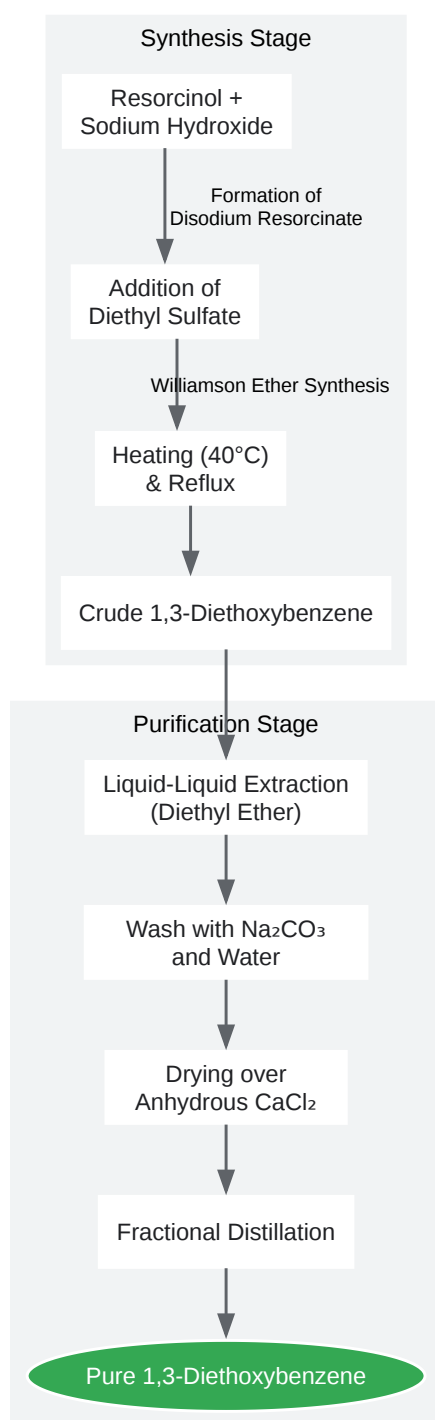 Synthesis Stage
Resorcinol +
Sodium Hydroxide
Formation of
Disodium Resorcinate
Addition of
Diethyl Sulfate
Williamson Ether Synthesis
Heating (40°C)
& Reflux
Crude 1,3-Diethoxybenzene
Purification Stage
Liquid-Liquid Extraction
(Diethyl Ether)
Wash with Na₂CO₃
and Water
Drying over
Anhydrous CaCl₂
Fractional Distillation
Pure 1,3-Diethoxybenzene